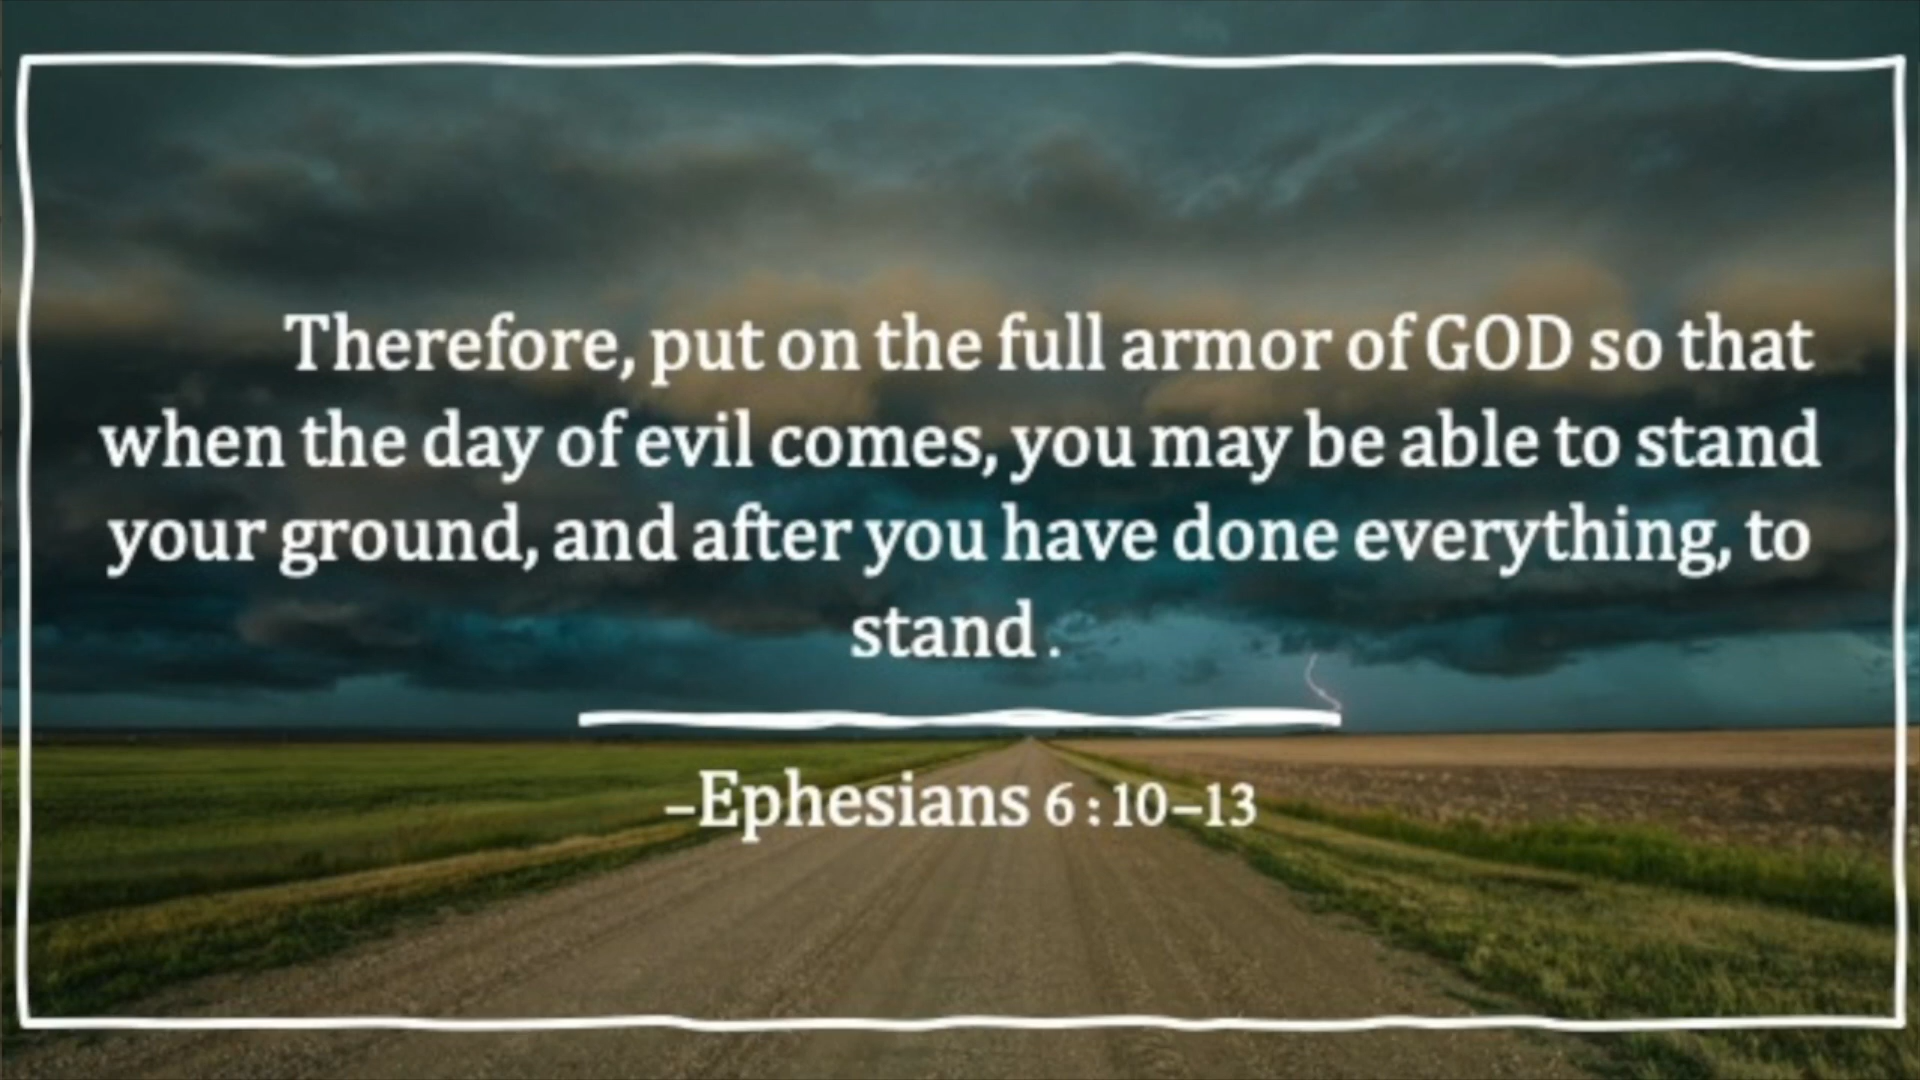 Therefore, put on the full armor of GOD so that
when the day of evil comes, you may be able to stand
your ground, and after you have done everything, to
stand .
–Ephesians 6 : 10–13